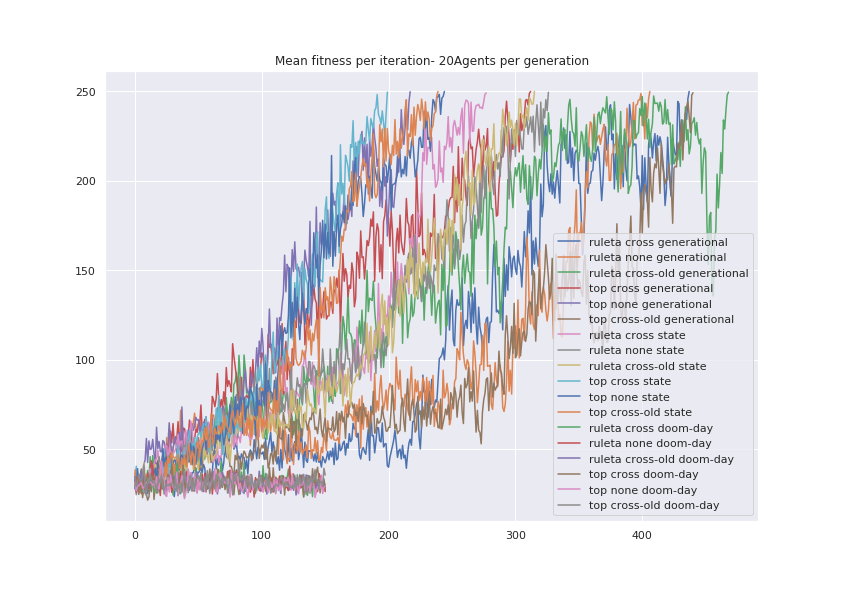 Mean fitness per iteration- 20Agents per generation
250
200
150
100
50
0
100
200
300
400
ruleta cross generational
ruleta none generational
ruleta cross-old generational
top cross generational
top none generational
top cross-old generational
ruleta cross state
ruleta none state
ruleta cross-old state
top cross state
top none state
top cross-old state
ruleta cross doom-day
ruleta none doom-day
ruleta cross-old doom-day
top cross doom-day
top none doom-day
top cross-old doom-day